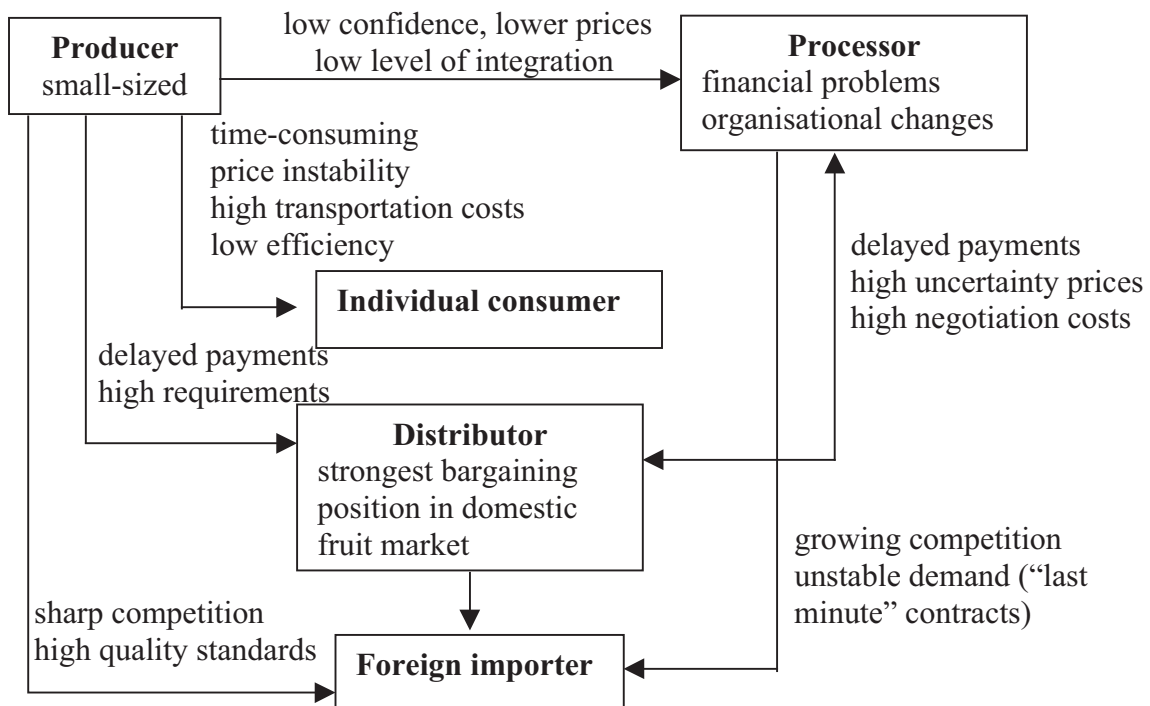 Producer
small-sized
low confidence, lower prices
low level of integration
Processor
financial problems
organisational changes
time-consuming
price instability
high transportation costs
low efficiency
Individual consumer
delayed payments
high uncertainty prices
high negotiation costs
delayed payments
high requirements
Distributor
strongest bargaining
position in domestic
fruit market
growing competition
unstable demand (“last
minute” contracts)
sharp competition
high quality standards
Foreign importer